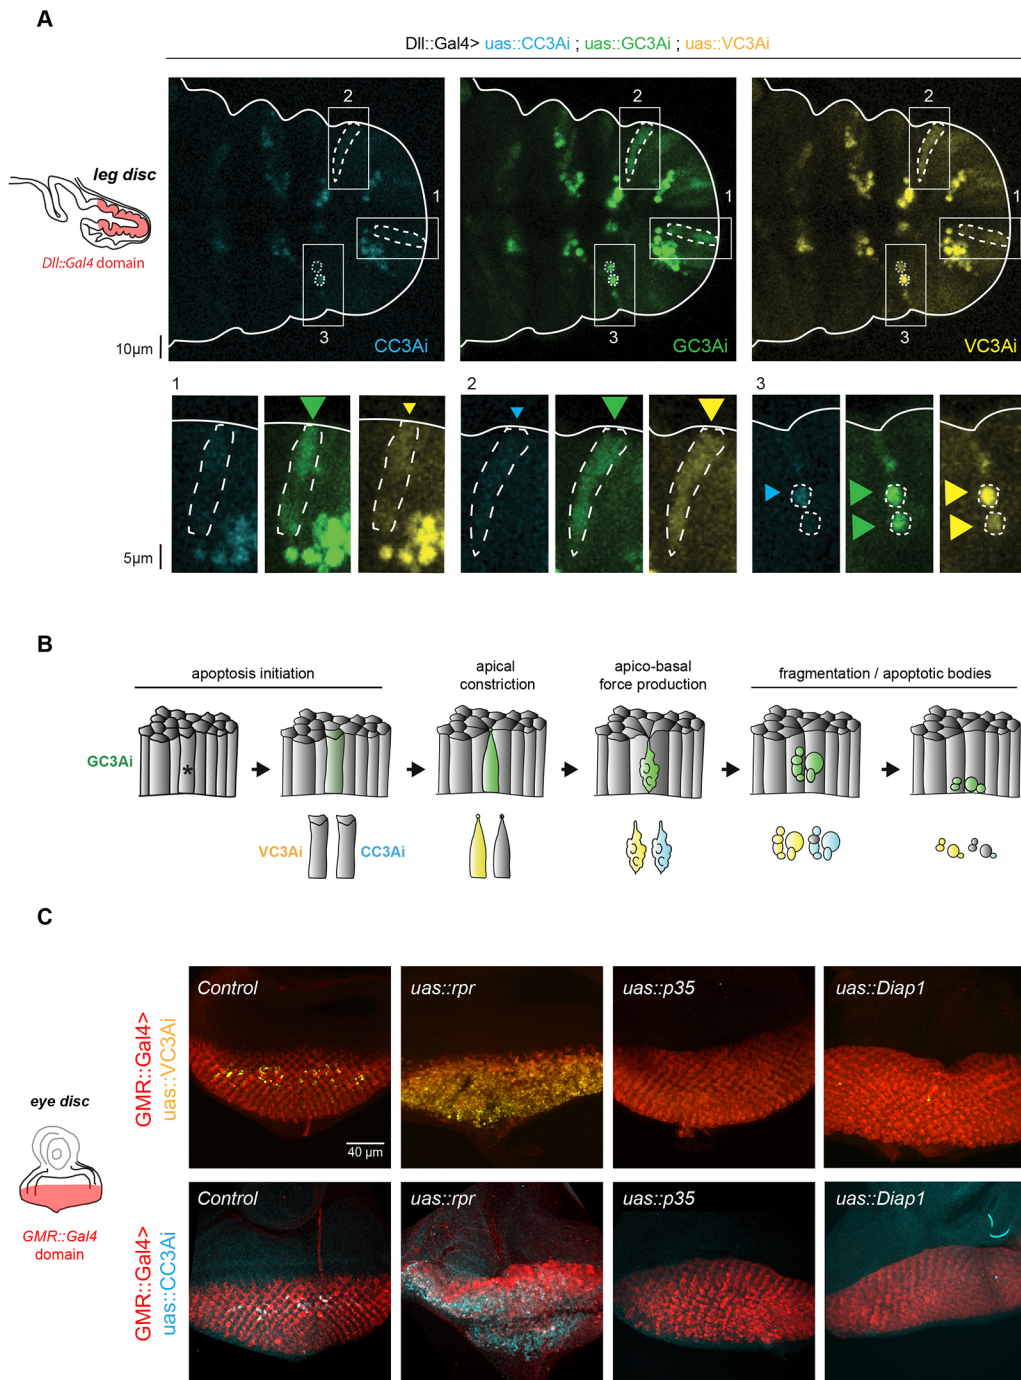 A
Dll::Gal4> uas::CC3Ai ; uas::GC3Ai ; uas::VC3Ai
leg disc
Dll::Gal4 domain
10µm
2
1
3
CC3Ai
2
1
3
GC3Ai
2
1
3
VC3Ai
1
2
3
5µm
B
apoptosis initiation
apical
constriction
apico-basal
force production
fragmentation / apoptotic bodies
GC3Ai
*
VC3Ai
CC3Ai
C
eye disc
GMR::Gal4
domain
GMR::Gal4>
uas::VC3Ai
Control
uas::rpr
uas::p35
uas::Diap1
40 µm
GMR::Gal4>
uas::CC3Ai
Control
uas::rpr
uas::p35
uas::Diap1